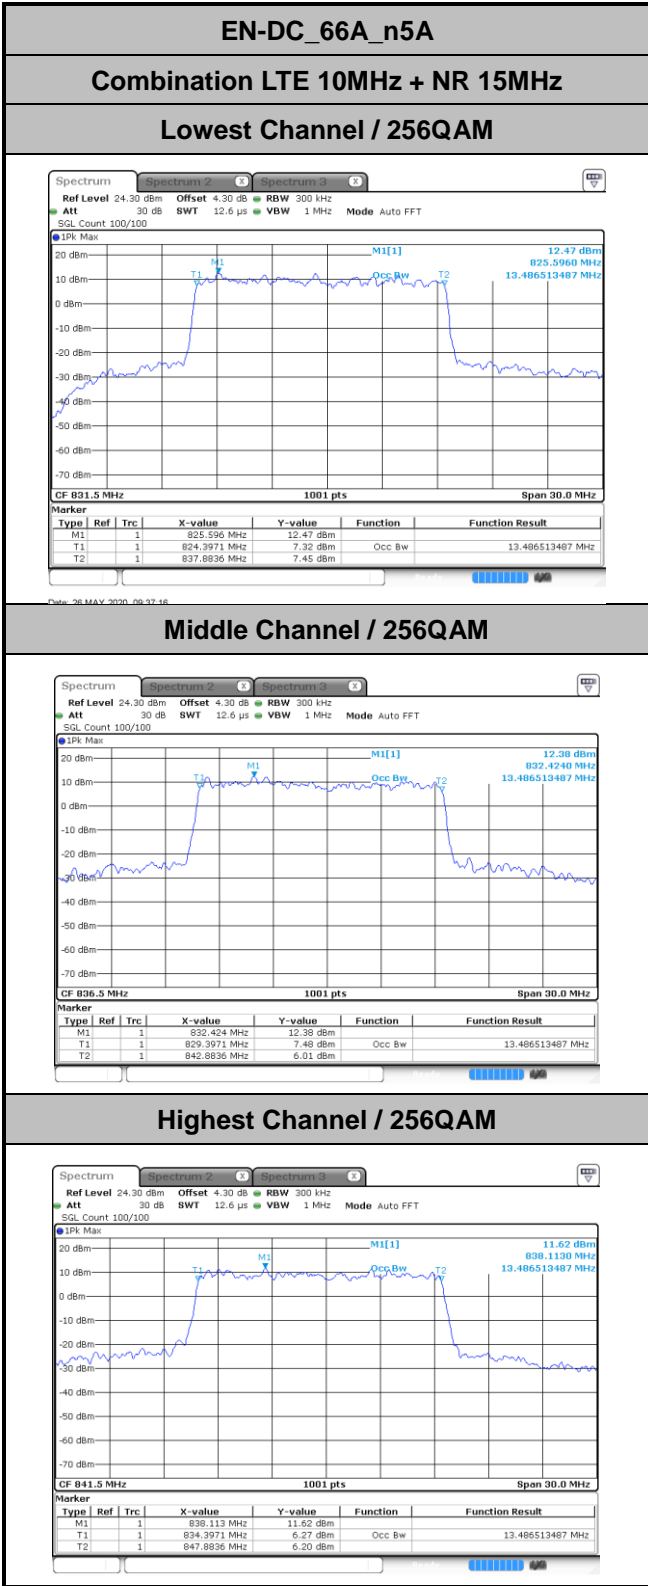 EN-DC_66A_n5A
Combination LTE 10MHz + NR 15MHz
Lowest Channel / 256QAM
Spectrum Spectrum 2 X Spectrum 3 X
Ref Level 24.30 dBm Offset 4.30 dB RBW 300 kHz
Att 30 dB SWT 12.6 µs VBW 1 MHz Mode Auto FFT
SGL Count 100/100
1Pk Max
M1[1] 12.47 dBm
825.5960 MHz
Occ Bw 13.486513487 MHz
M1
T1 T2
20 dBm
10 dBm
0 dBm
-10 dBm
-20 dBm
-30 dBm
-40 dBm
-50 dBm
-60 dBm
-70 dBm
CF 831.5 MHz 1001 pts Span 30.0 MHz
Marker
Type Ref Trc X-value Y-value Function Function Result
M1 1 825.596 MHz 12.47 dBm
T1 1 824.3971 MHz 7.32 dBm Occ Bw 13.486513487 MHz
T2 1 837.8836 MHz 7.45 dBm
Date: 26.MAY.2020 09:37:16
Middle Channel / 256QAM
Spectrum Spectrum 2 X Spectrum 3 X
Ref Level 24.30 dBm Offset 4.30 dB RBW 300 kHz
Att 30 dB SWT 12.6 µs VBW 1 MHz Mode Auto FFT
SGL Count 100/100
1Pk Max
M1[1] 12.38 dBm
832.4240 MHz
Occ Bw 13.486513487 MHz
M1
T1 T2
20 dBm
10 dBm
0 dBm
-10 dBm
-20 dBm
-30 dBm
-40 dBm
-50 dBm
-60 dBm
-70 dBm
CF 836.5 MHz 1001 pts Span 30.0 MHz
Marker
Type Ref Trc X-value Y-value Function Function Result
M1 1 832.424 MHz 12.38 dBm
T1 1 829.3971 MHz 7.48 dBm Occ Bw 13.486513487 MHz
T2 1 842.8836 MHz 6.01 dBm
Highest Channel / 256QAM
Spectrum Spectrum 2 X Spectrum 3 X
Ref Level 24.30 dBm Offset 4.30 dB RBW 300 kHz
Att 30 dB SWT 12.6 µs VBW 1 MHz Mode Auto FFT
SGL Count 100/100
1Pk Max
M1[1] 11.62 dBm
838.1130 MHz
Occ Bw 13.486513487 MHz
M1
T1 T2
20 dBm
10 dBm
0 dBm
-10 dBm
-20 dBm
-30 dBm
-40 dBm
-50 dBm
-60 dBm
-70 dBm
CF 841.5 MHz 1001 pts Span 30.0 MHz
Marker
Type Ref Trc X-value Y-value Function Function Result
M1 1 838.113 MHz 11.62 dBm
T1 1 834.3971 MHz 6.27 dBm Occ Bw 13.486513487 MHz
T2 1 847.8836 MHz 6.20 dBm